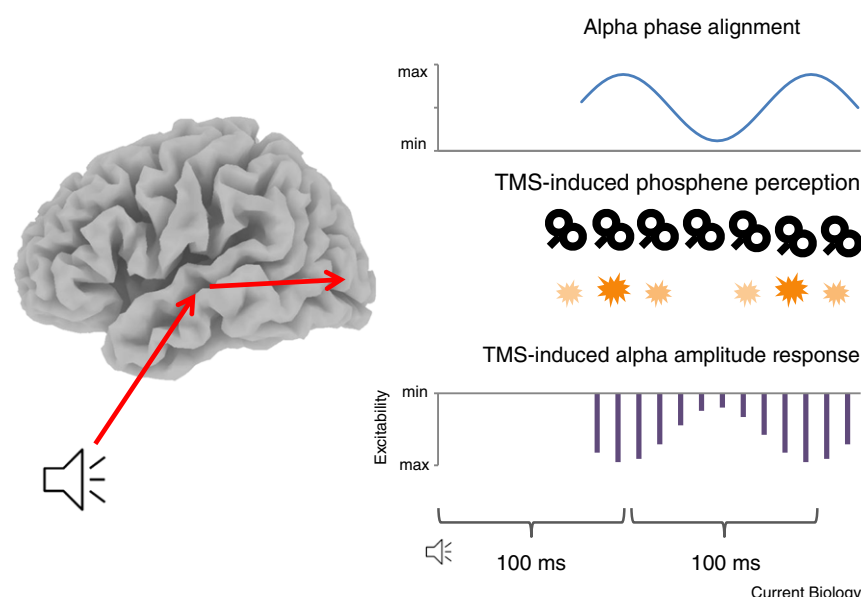 Alpha phase alignment
max
min
TMS-induced phosphene perception
TMS-induced alpha amplitude response
min
Excitability
max
100 ms
100 ms
Current Biology